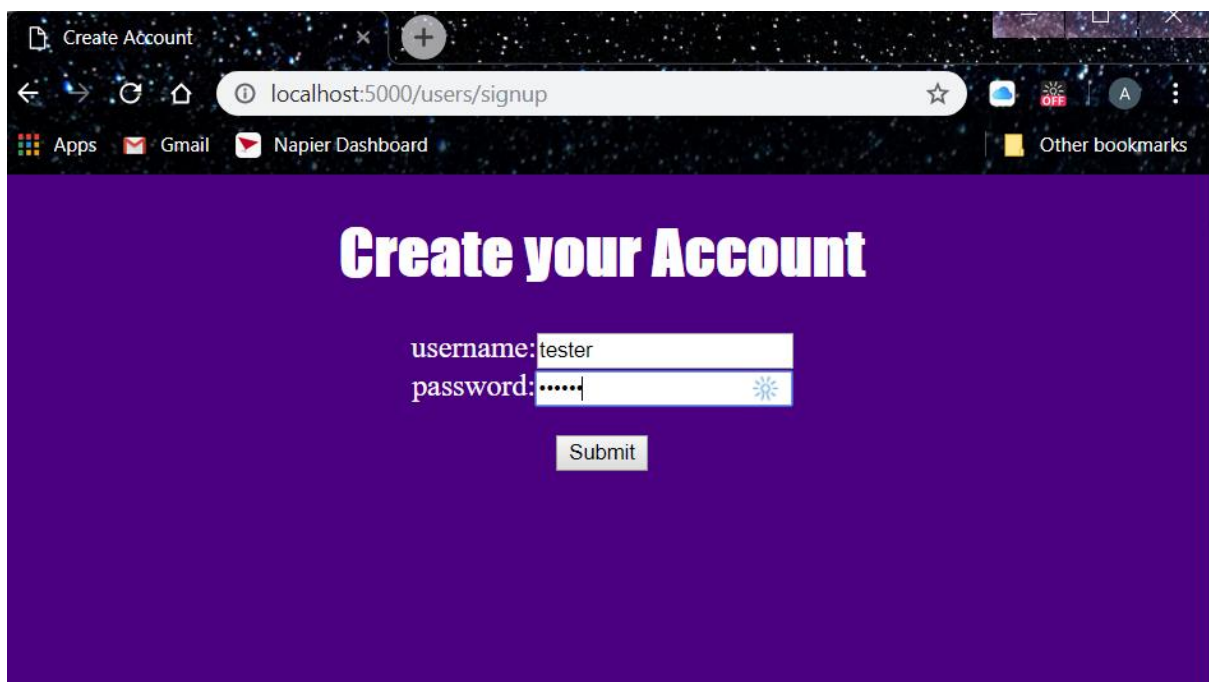 Create Account
localhost:5000/users/signup
OFF
A
Apps Gmail Napier Dashboard Other bookmarks
Create your Account
username:tester
password:••••••
Submit